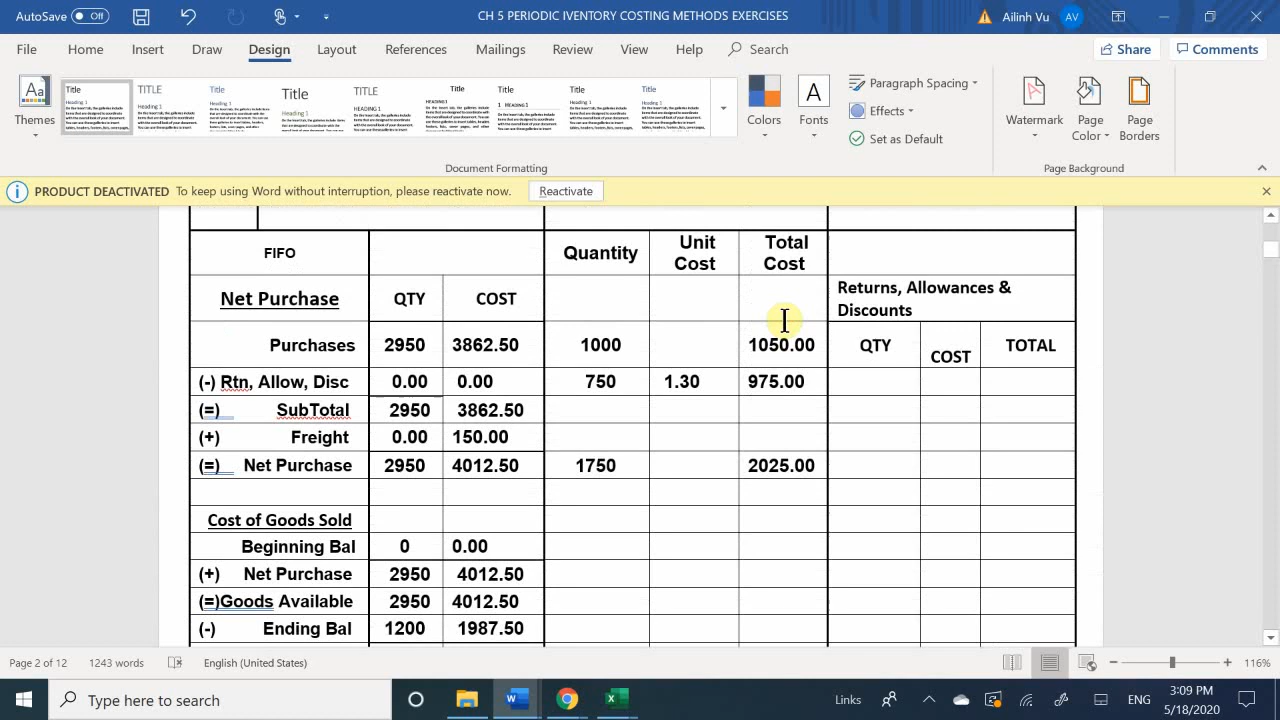 AutoSave Off CH 5 PERIODIC IVENTORY COSTING METHODS EXERCISES Ailinh Vu AV
File Home Insert Draw Design Layout References Mailings Review View Help Search Share Comments
Themes
Colors
Fonts
Paragraph Spacing
Effects
Set as Default
Watermark
Page Color
Page Borders
Document Formatting Page Background
PRODUCT DEACTIVATED To keep using Word without interruption, please reactivate now. Reactivate
FIFO Quantity Unit Cost Total Cost
Net Purchase QTY COST Returns, Allowances & Discounts
Purchases 2950 3862.50 1000 1050.00 QTY COST TOTAL
(-) Rtn, Allow, Disc 0.00 0.00 750 1.30 975.00
(=) SubTotal 2950 3862.50
(+) Freight 0.00 150.00
(=) Net Purchase 2950 4012.50 1750 2025.00
Cost of Goods Sold
Beginning Bal 0 0.00
(+) Net Purchase 2950 4012.50
(=)Goods Available 2950 4012.50
(-) Ending Bal 1200 1987.50
Page 2 of 12 1243 words English (United States) 116%
Type here to search Links ENG 3:09 PM
5/18/2020